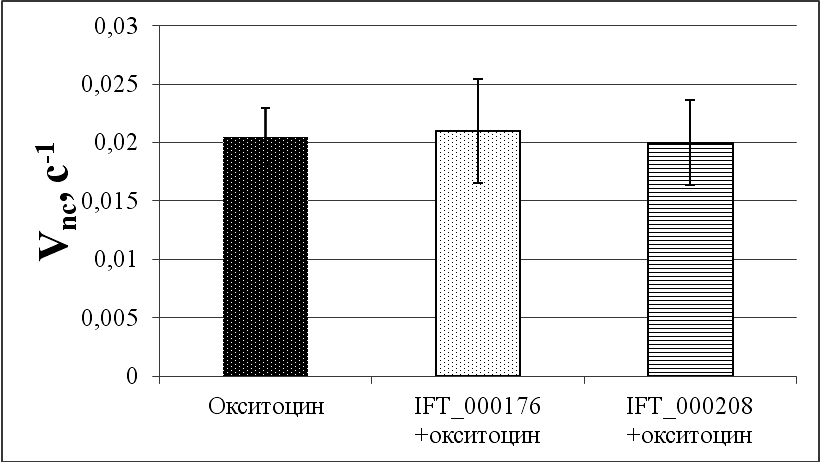 0,03
0,025
0,02
0,015
0,01
0,005
0
Vnc, c-1
Окситоцин
IFT_000176
+окситоцин
IFT_000208
+окситоцин